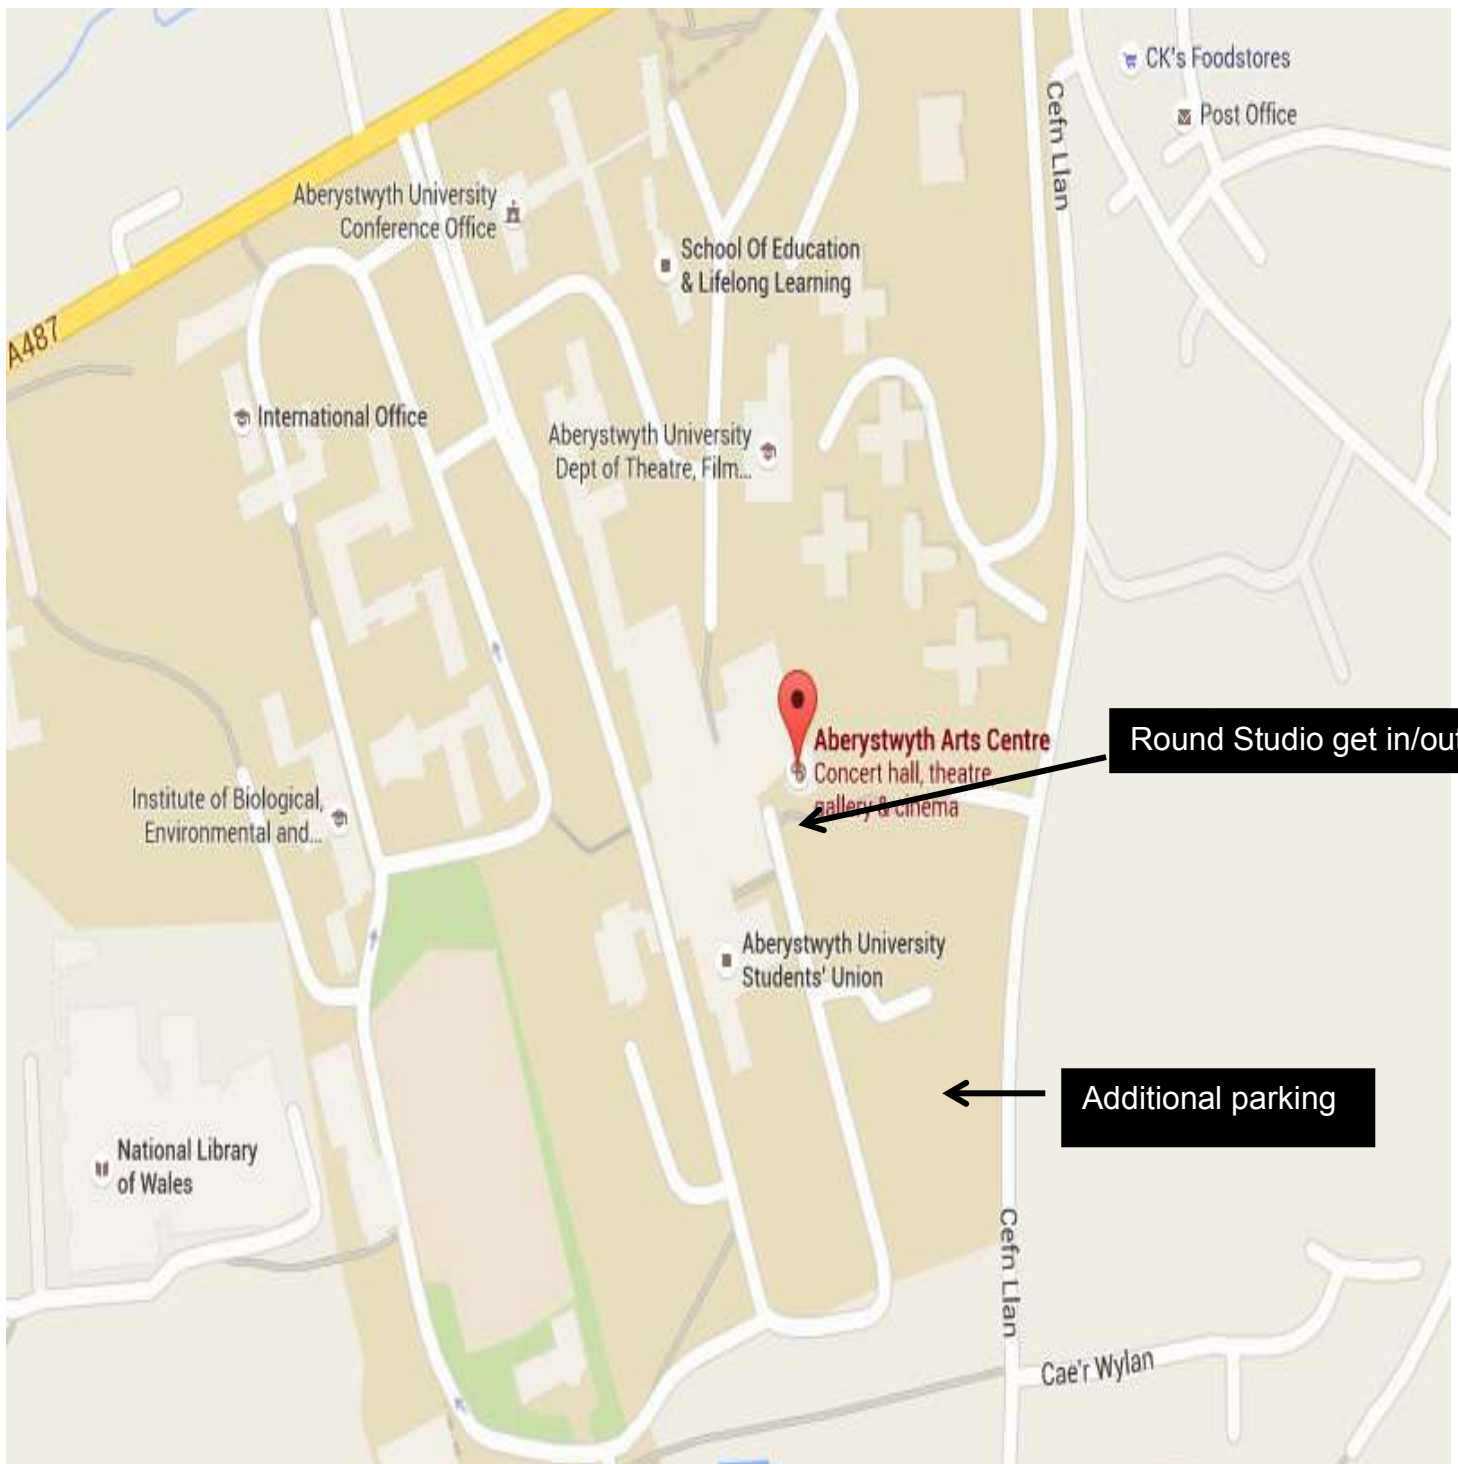 CK's Foodstores
Post Office
Cefn Llan
Aberystwyth University
Conference Office
School Of Education
& Lifelong Learning
A487
International Office
Aberystwyth University
Dept of Theatre, Film...
Aberystwyth Arts Centre
Concert hall, theatre
gallery & cinema
Round Studio get in/out
Institute of Biological,
Environmental and...
Aberystwyth University
Students' Union
Additional parking
National Library
of Wales
Cefn Llan
Cae'r Wylan